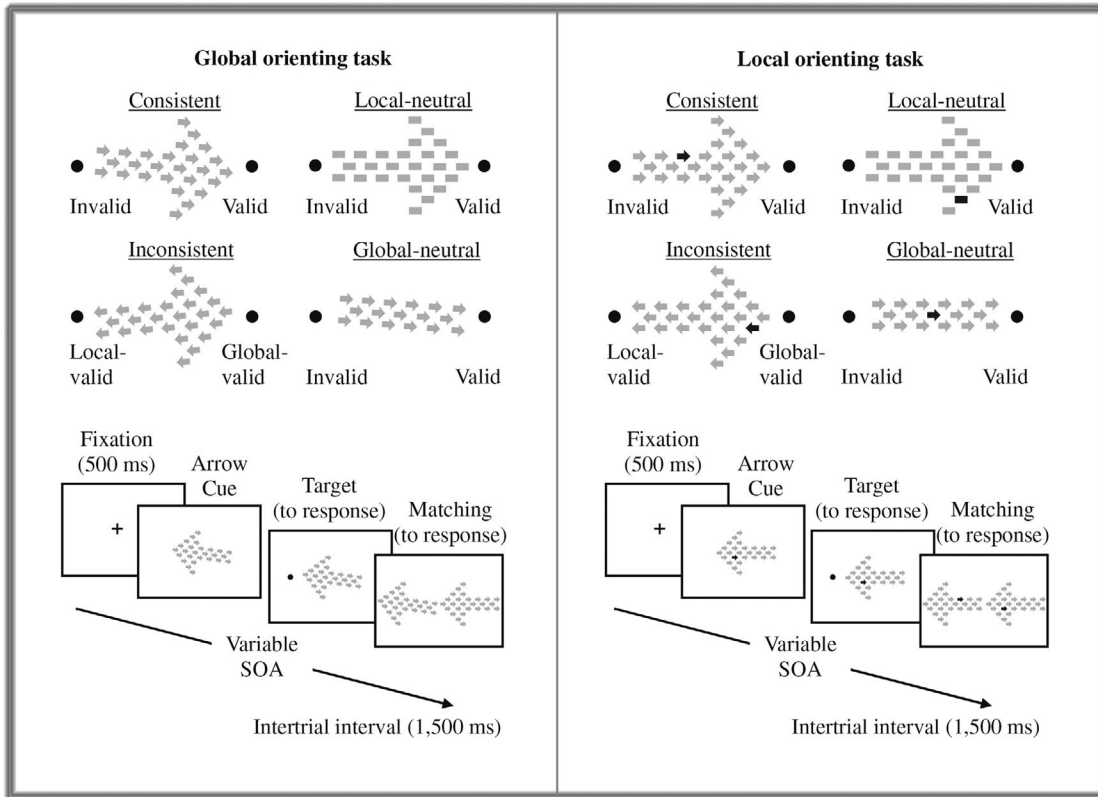 Global orienting task
Consistent
Local-neutral
Invalid
Valid
Invalid
Valid
Inconsistent
Global-neutral
Local-
valid
Global-
valid
Invalid
Valid
Fixation
(500 ms)
Arrow
Cue
Target
(to response)
Matching
(to response)
+
Variable
SOA
Intertrial interval (1,500 ms)
Local orienting task
Consistent
Local-neutral
Invalid
Valid
Invalid
Valid
Inconsistent
Global-neutral
Local-
valid
Global-
valid
Invalid
Valid
Fixation
(500 ms)
Arrow
Cue
Target
(to response)
Matching
(to response)
+
Variable
SOA
Intertrial interval (1,500 ms)